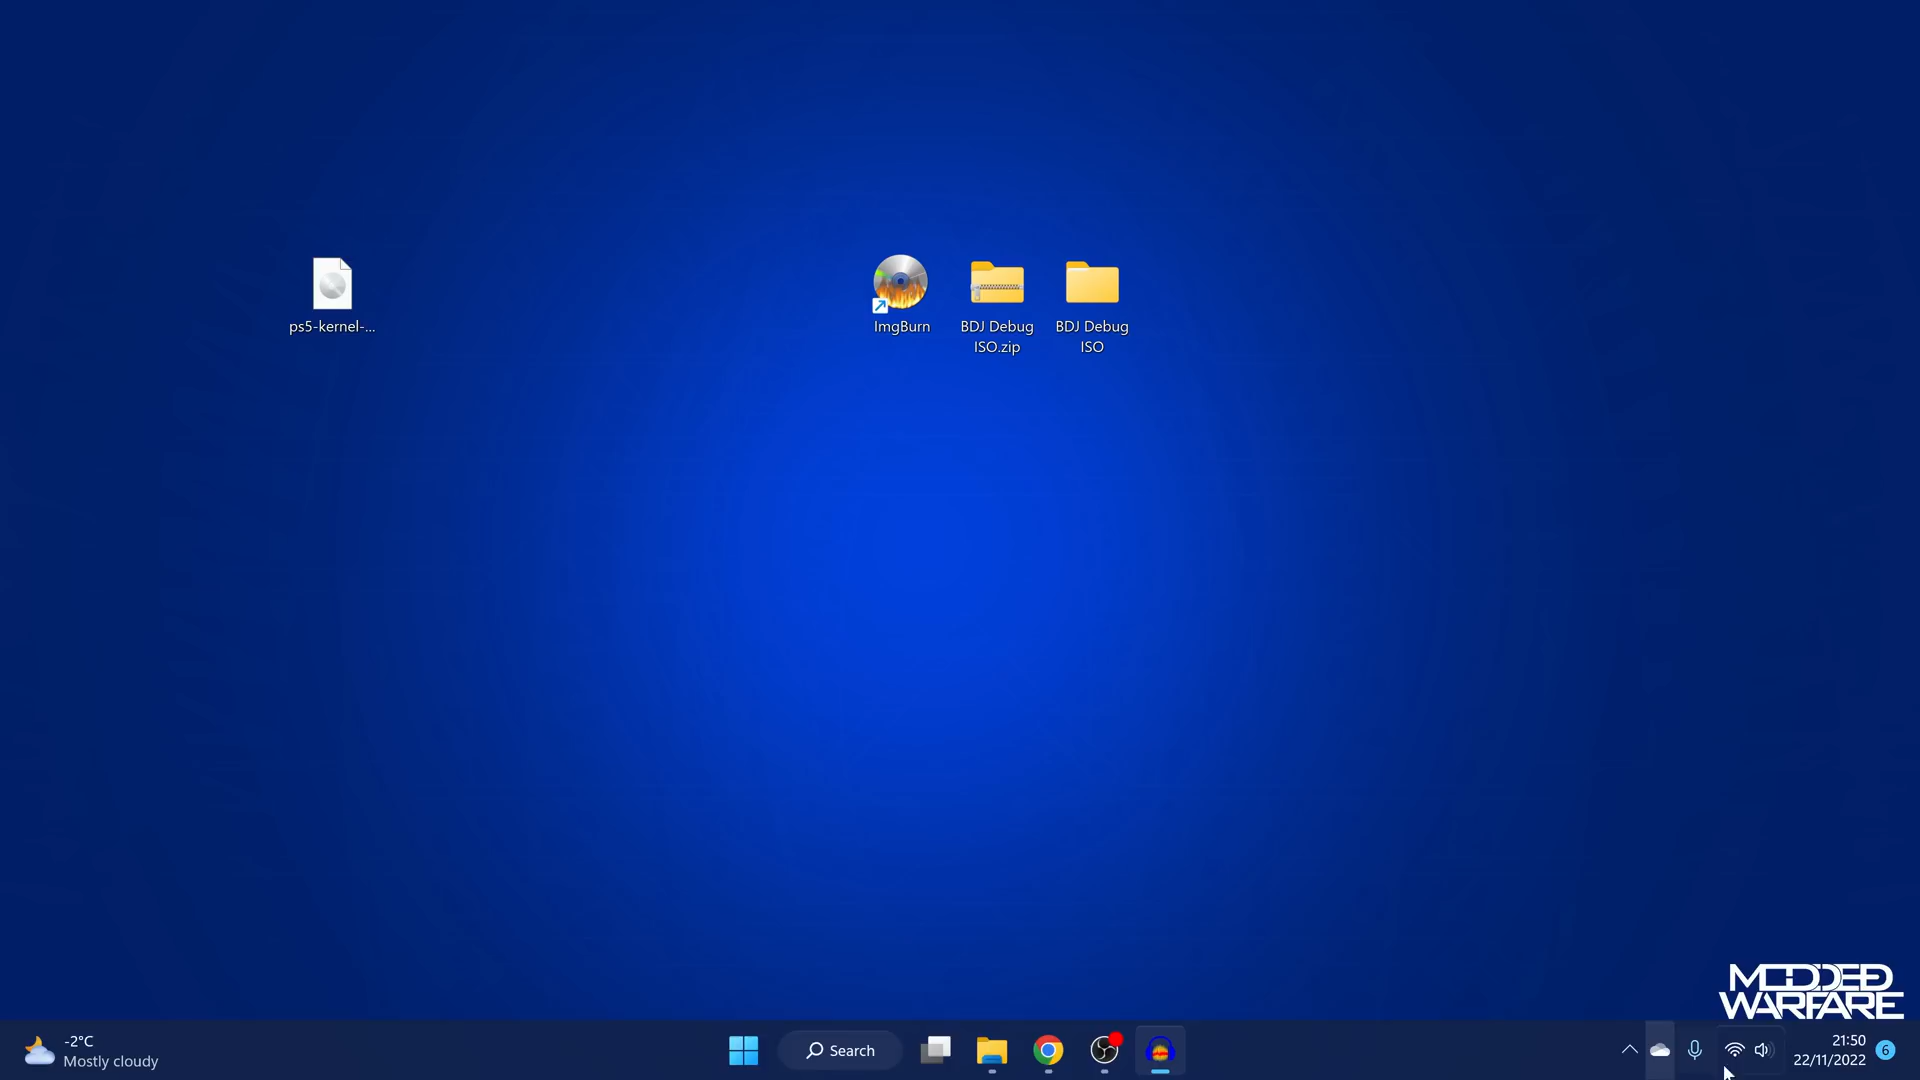 ps5-kernel-...
ImgBurn
BDJ Debug
ISO.zip
BDJ Debug
ISO
MODDED
WARFARE
-2°C
Mostly cloudy
Search
21:50
22/11/2022
6